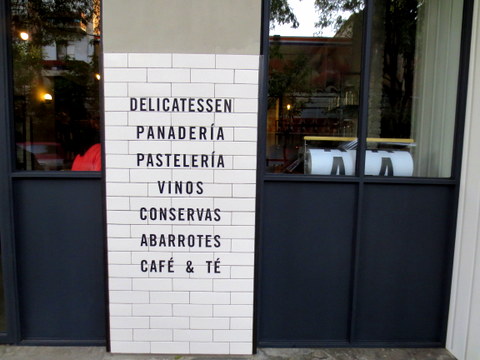 DELICATESSEN
PANADERÍA
PASTELERÍA
VINOS
CONSERVAS
ABARROTES
CAFÉ & TÉ